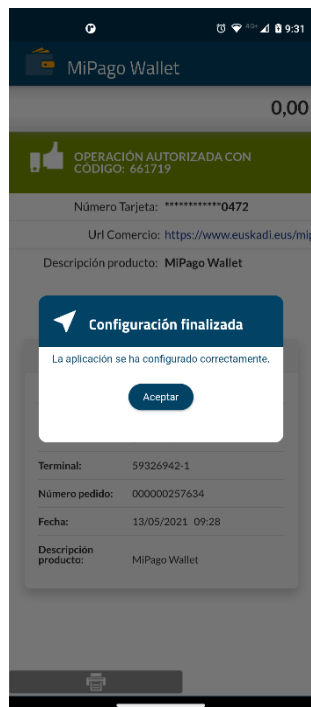 9:31
MiPago Wallet
0,00
OPERACIÓN AUTORIZADA CON
CÓDIGO: 661719
Número Tarjeta: ************0472
Url Comercio: https://www.euskadi.eus/mip
Descripción producto: MiPago Wallet
Configuración finalizada
La aplicación se ha configurado correctamente.
Aceptar
Terminal: 59326942-1
Número pedido: 000000257634
Fecha: 13/05/2021 09:28
Descripción
producto: MiPago Wallet